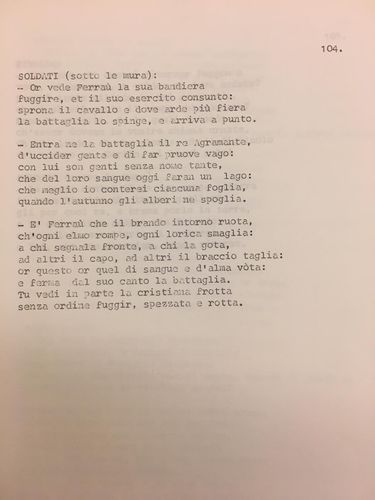 104.
SOLDATI (sotto le mura):
- Or vede Ferraù la sua bandiera
fuggire, et il suo esercito consunto:
sprona il cavallo e dove arde più fiera
la battaglia lo spinge, e arriva a punto.
- Entra ne la battaglia il re Agramante,
d'uccider gente e di far pruove vago:
con lui son genti senza nome tante,
che del loro sangue oggi faran un lago:
che meglio io conterei ciascuna foglia,
quando l'autunno gli alberi ne spoglia.
- E' Ferraù che il brando intorno ruota,
ch'ogni elmo rompe, ogni lorica smaglia:
a chi segnala fronte, a chi la gota,
ad altri il capo, ad altri il braccio taglia:
or questo or quel di sangue e d'alma vòta:
e ferma dal suo canto la battaglia.
Tu vedi in parte la cristiana frotta
senza ordine fuggir, spezzata e rotta.